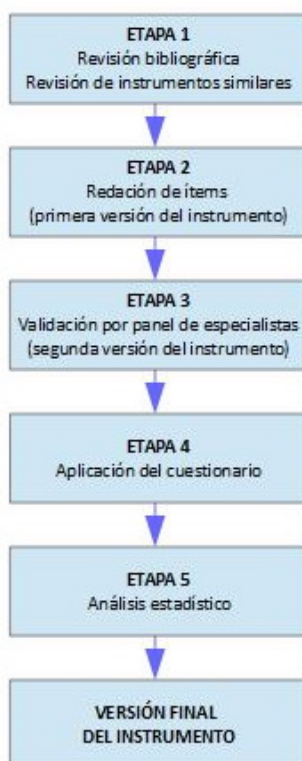 ETAPA 1
Revisión bibliográfica
Revisión de instrumentos similares
ETAPA 2
Redación de ítems
(primera versión del instrumento)
ETAPA 3
Validación por panel de especialistas
(segunda versión del instrumento)
ETAPA 4
Aplicación del cuestionario
ETAPA 5
Análisis estadístico
VERSIÓN FINAL
DEL INSTRUMENTO